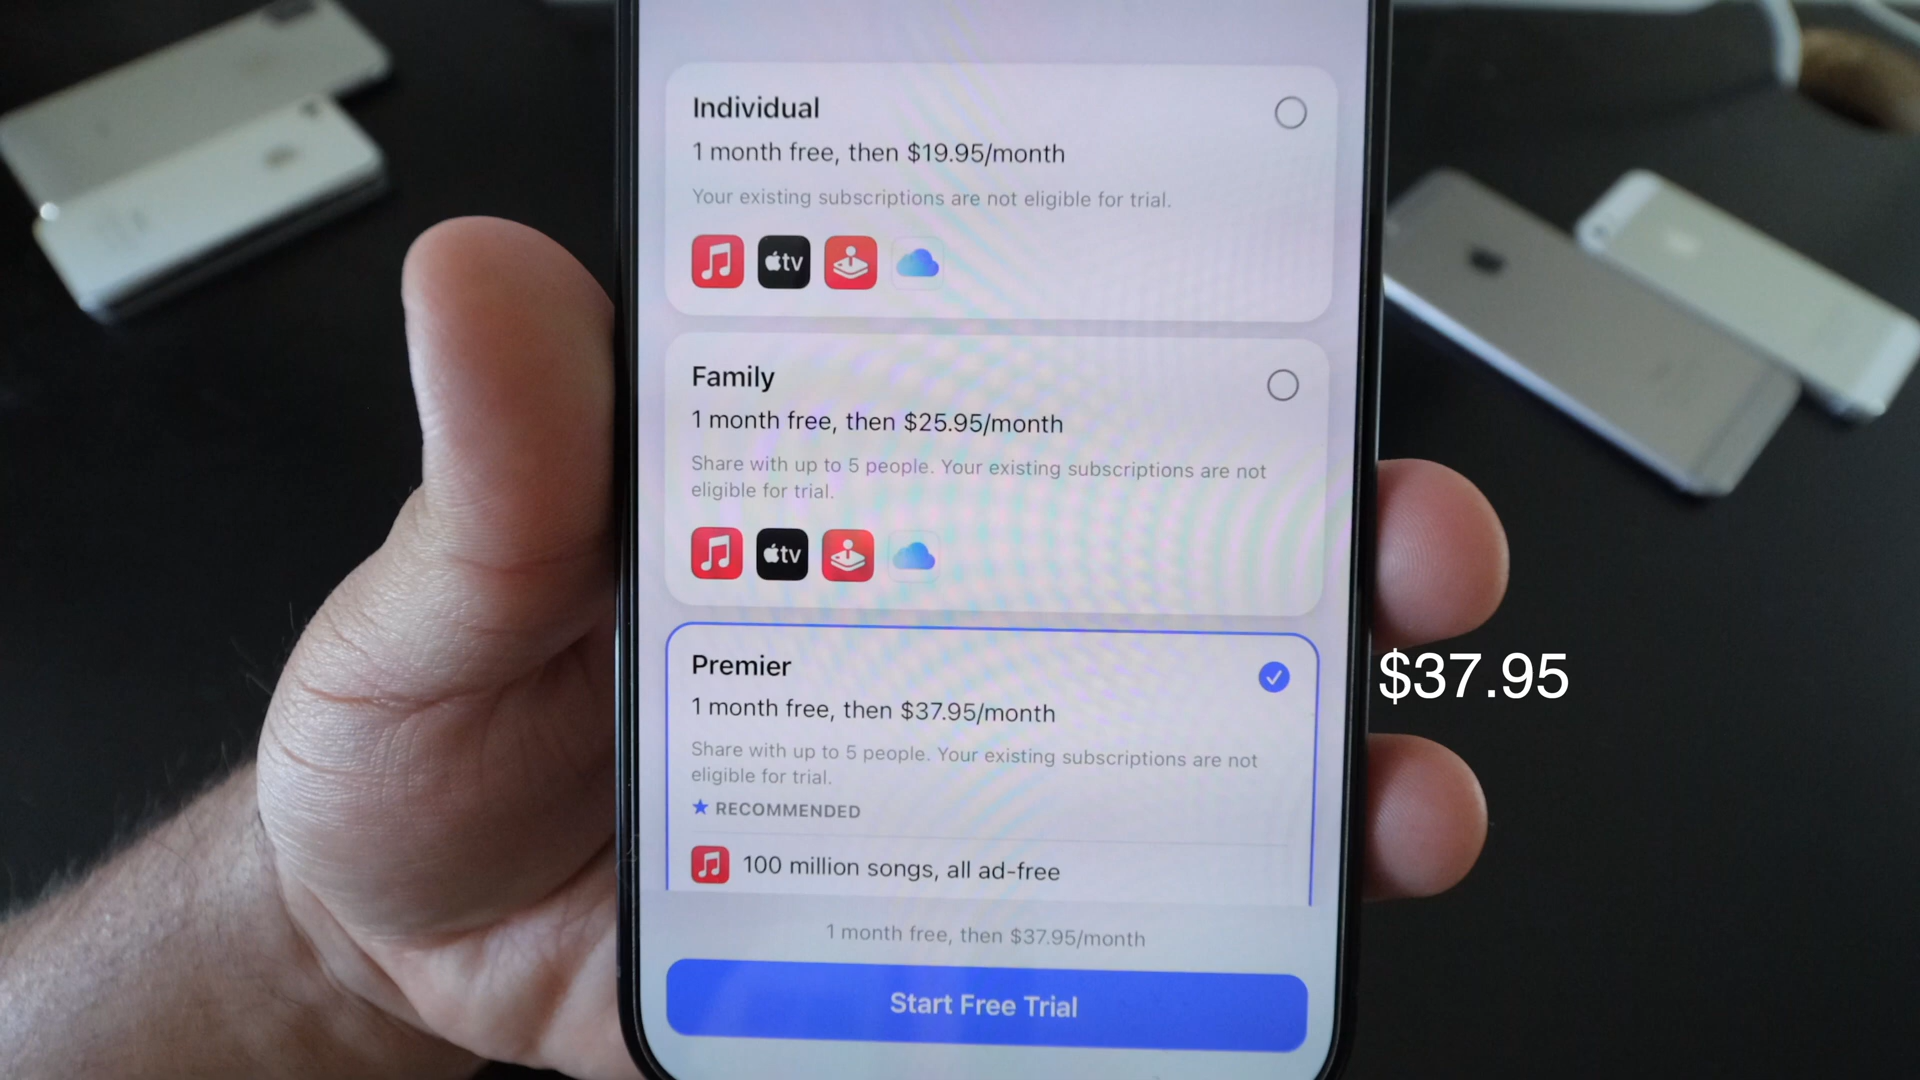 Individual
1 month free, then $19.95/month
Your existing subscriptions are not eligible for trial.
tv
Family
1 month free, then $25.95/month
Share with up to 5 people. Your existing subscriptions are not
eligible for trial.
tv
Premier
1 month free, then $37.95/month
$37.95
Share with up to 5 people. Your existing subscriptions are not
eligible for trial.
RECOMMENDED
100 million songs, all ad-free
1 month free, then $37.95/month
Start Free Trial